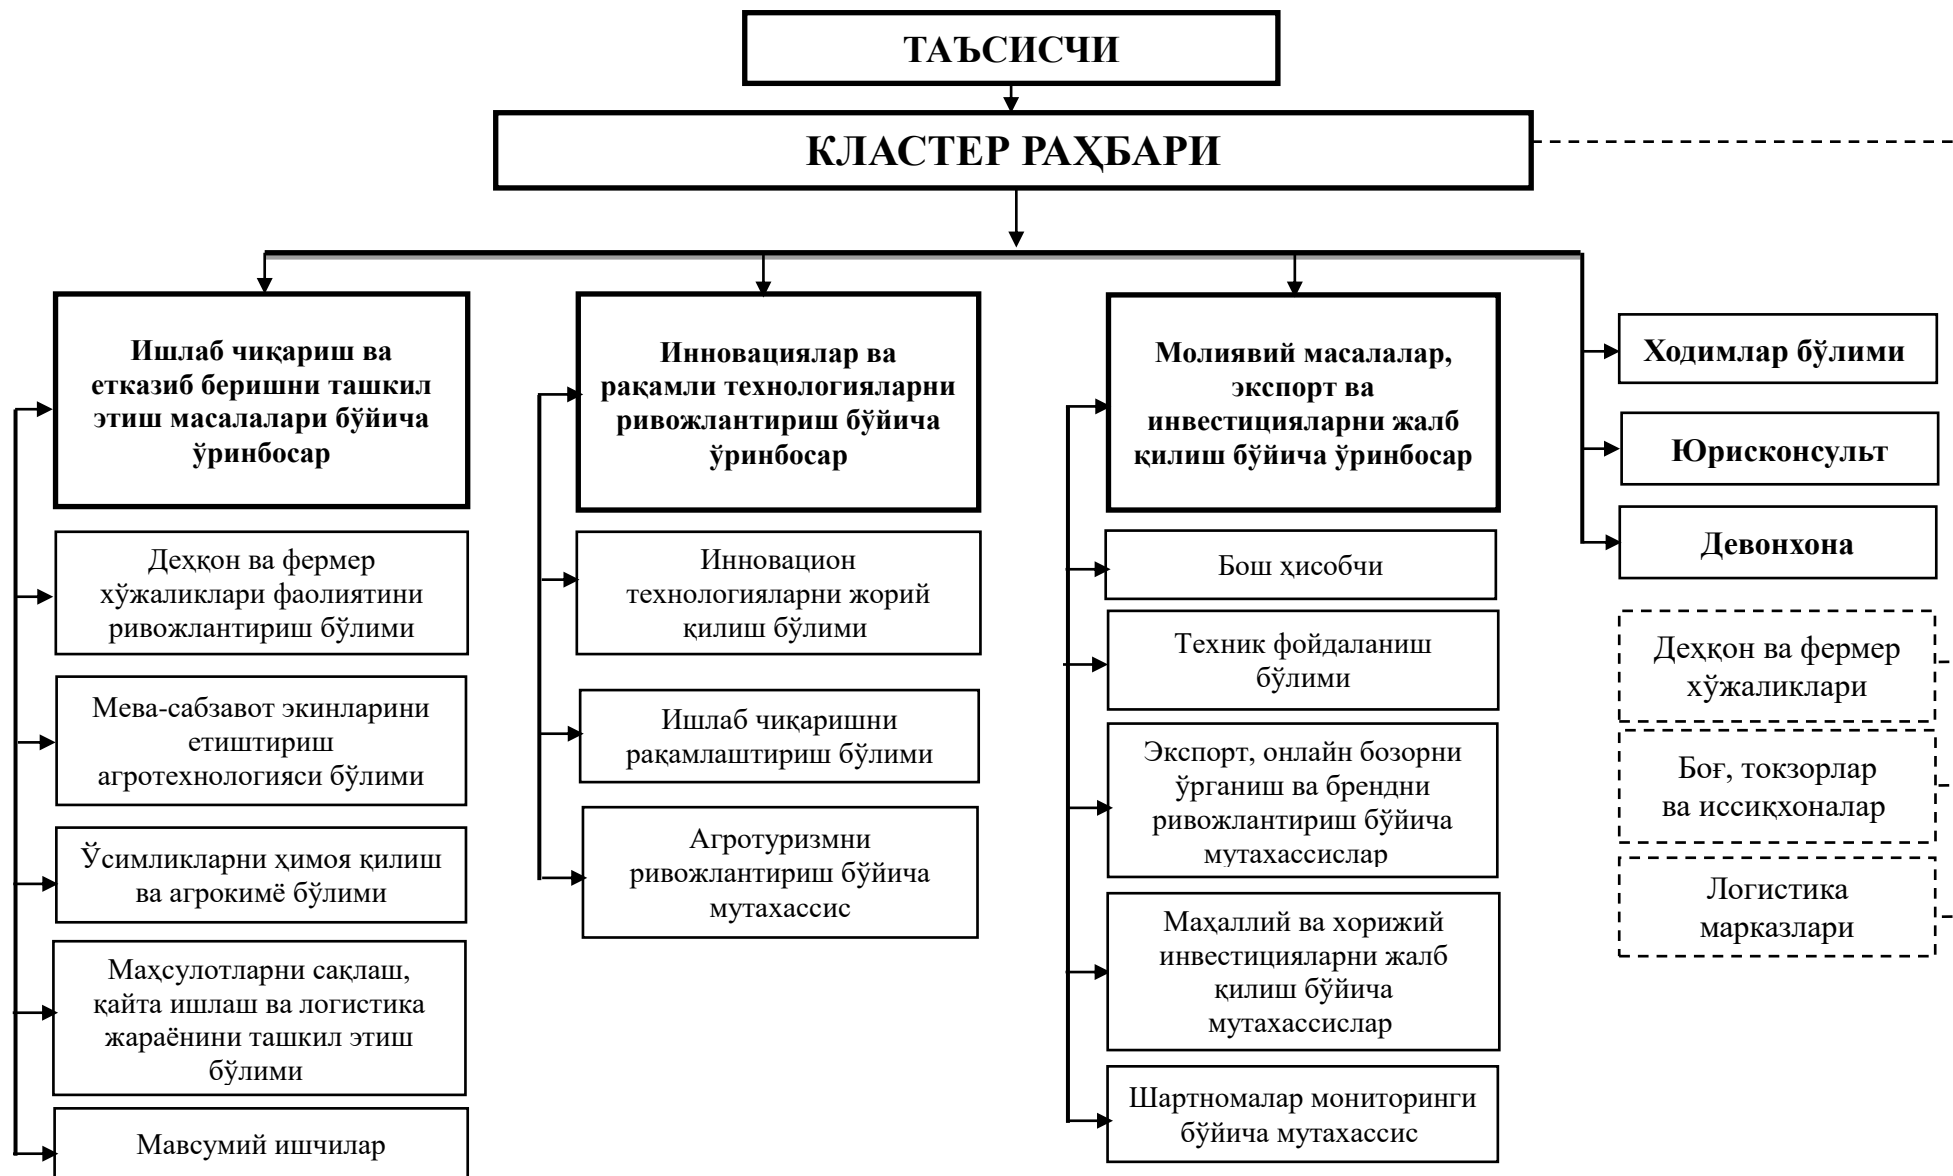 ТАЪСИСЧИ
КЛАСТЕР РАҲБАРИ
Ишлаб чиқариш ва
етказиб беришни ташкил
этиш масалалари бўйича
ўринбосар
Деҳқон ва фермер
хўжаликлари фаолиятини
ривожлантириш бўлими
Мева-сабзавот экинларини
етиштириш
агротехнологияси бўлими
Ўсимликларни ҳимоя қилиш
ва агрокимё бўлими
Маҳсулотларни сақлаш,
қайта ишлаш ва логистика
жараёнини ташкил этиш
бўлими
Мавсумий ишчилар
Инновациялар ва
рақамли технологияларни
ривожлантириш бўйича
ўринбосар
Инновацион
технологияларни жорий
қилиш бўлими
Ишлаб чиқаришни
рақамлаштириш бўлими
Агротуризмни
ривожлантириш бўйича
мутахассис
Молиявий масалалар,
экспорт ва
инвестицияларни жалб
қилиш бўйича ўринбосар
Бош ҳисобчи
Техник фойдаланиш
бўлими
Экспорт, онлайн бозорни
ўрганиш ва брендни
ривожлантириш бўйича
мутахассислар
Маҳаллий ва хорижий
инвестицияларни жалб
қилиш бўйича
мутахассислар
Шартномалар мониторинги
бўйича мутахассис
Ходимлар бўлими
Юрисконсульт
Девонхона
Деҳқон ва фермер
хўжаликлари
Боғ, токзорлар
ва иссиқхоналар
Логистика
марказлари